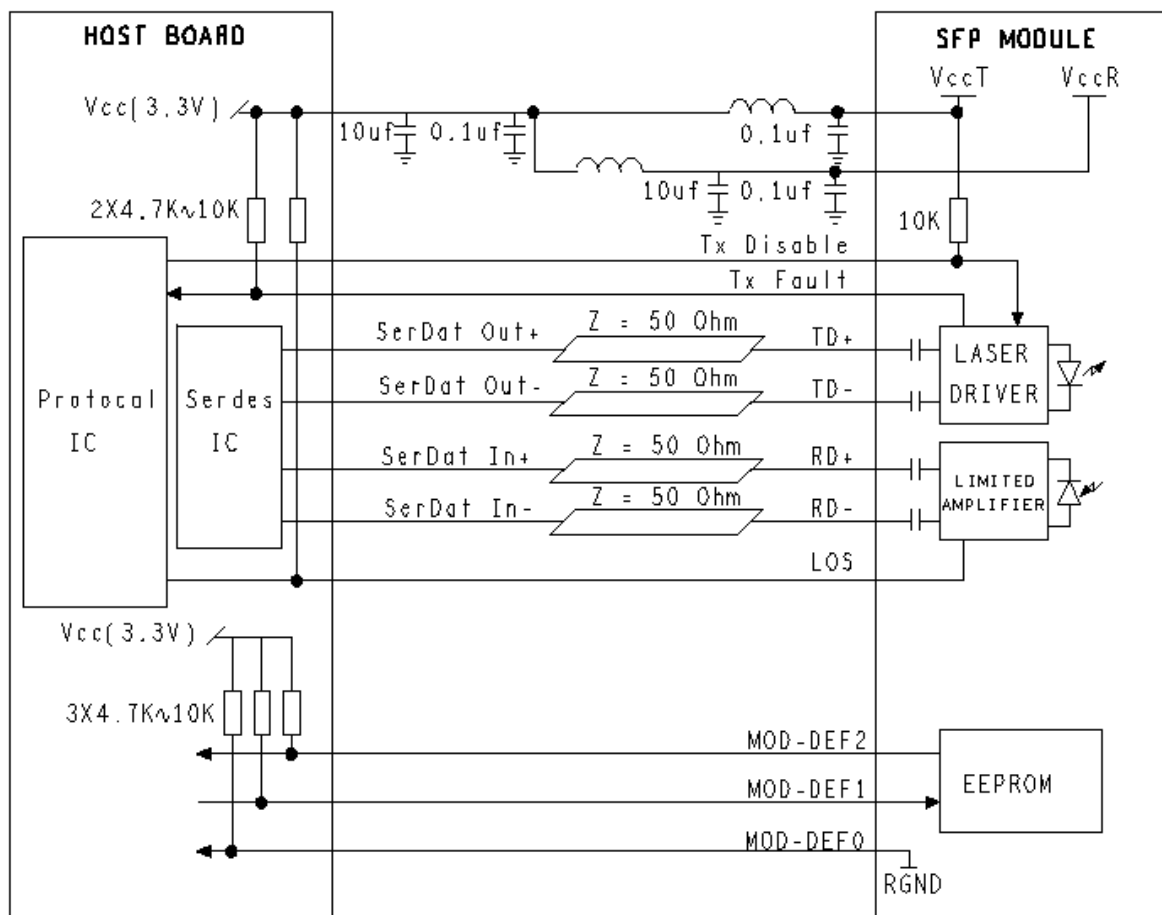 HOST BOARD
SFP MODULE
VccT
VccR
Vcc(3.3V)
10uf
0.1uf
0.1uf
10uf
0.1uf
2X4.7K∿10K
10K
Tx Disable
Tx Fault
Z = 50 Ohm
SerDat Out+
TD+
LASER
DRIVER
Z = 50 Ohm
SerDat Out-
TD-
Protocal
IC
Serdes
IC
Z = 50 Ohm
SerDat In+
RD+
LIMITED
AMPLIFIER
Z = 50 Ohm
SerDat In-
RD-
LOS
Vcc(3.3V)
3X4.7K∿10K
MOD-DEF2
MOD-DEF1
EEPROM
MOD-DEF0
RGND